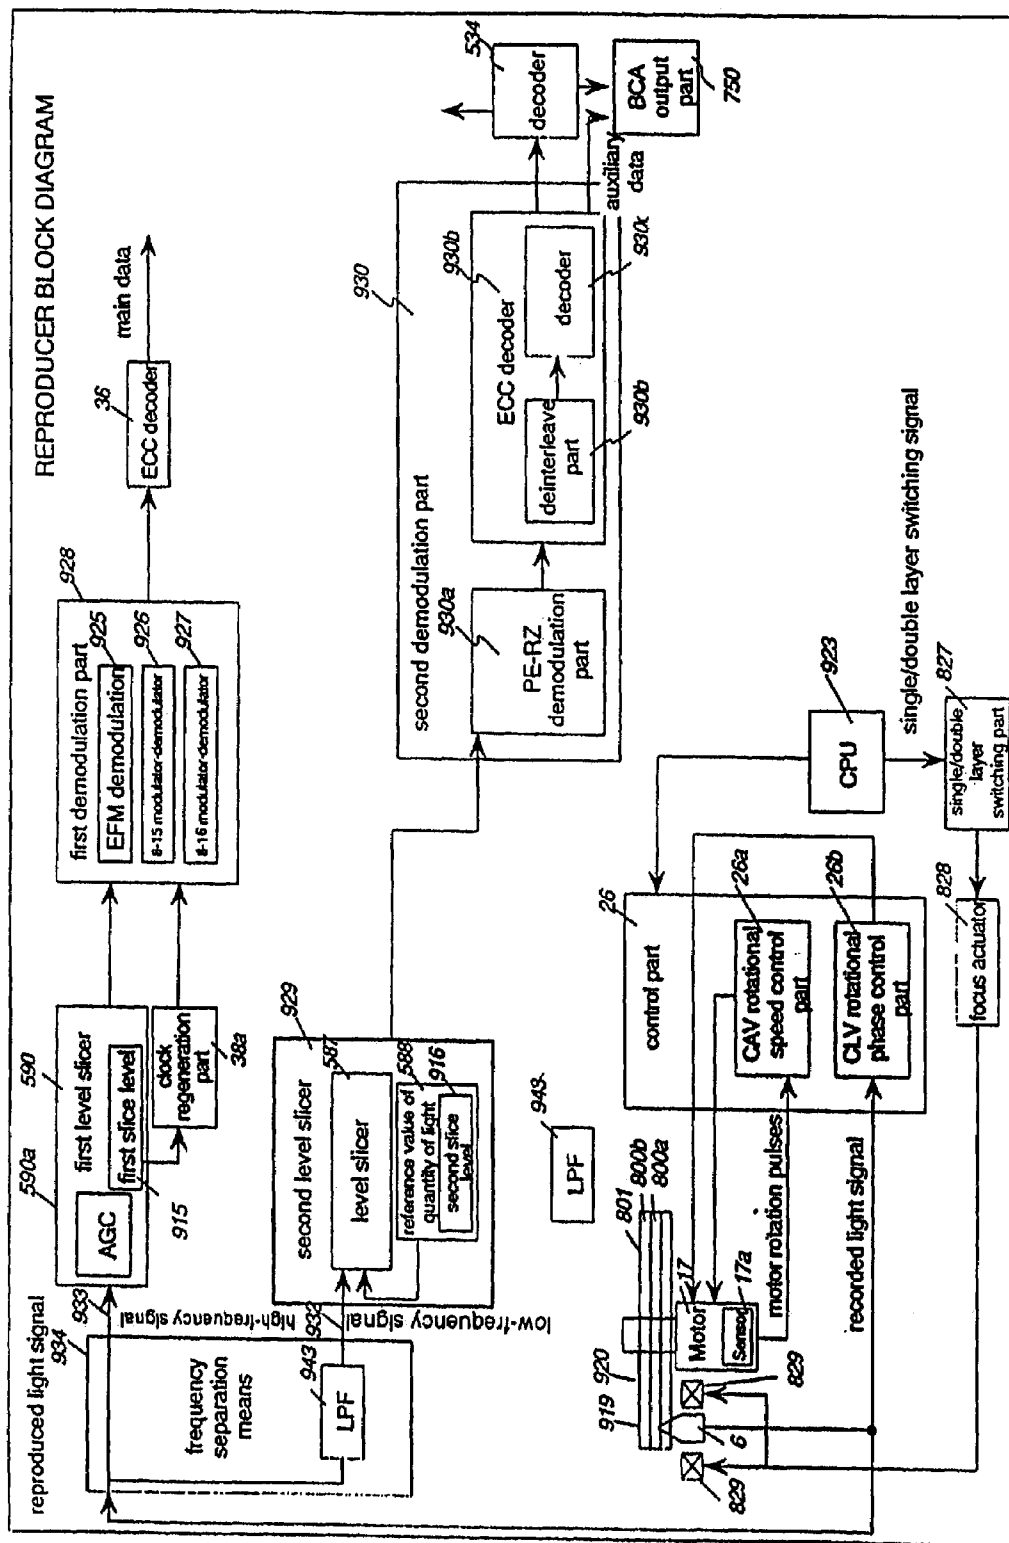 REPRODUCER BLOCK DIAGRAM
reproduced light signal
934
frequency
separation
means
943
LPF
933
high-frequency signal
932
low-frequency signal
590a
590
first level slicer
AGC
first slice level
915
clock
regeneration
part
38a
first demodulation part
928
EFM demodulation
925
8-15 modulator-demodulator
926
8-16 modulator-demodulator
927
36
ECC decoder
main data
929
second level slicer
587
level slicer
588
reference value of
quantity of light
916
second slice
level
930
second demodulation part
930a
PE-RZ
demodulation
part
930b
ECC decoder
deinterleave
part
930b
decoder
930c
auxiliary
data
534
decoder
BCA
output
part
750
943
LPF
919
920
801
800b
800a
17
Motor
17a
Sensor
829
829
6
motor rotation pulses
recorded light signal
26
control part
26a
CAV rotational
speed control
part
26b
CLV rotational
phase control
part
923
CPU
single/double layer switching signal
827
single/double
layer
switching part
828
focus actuator